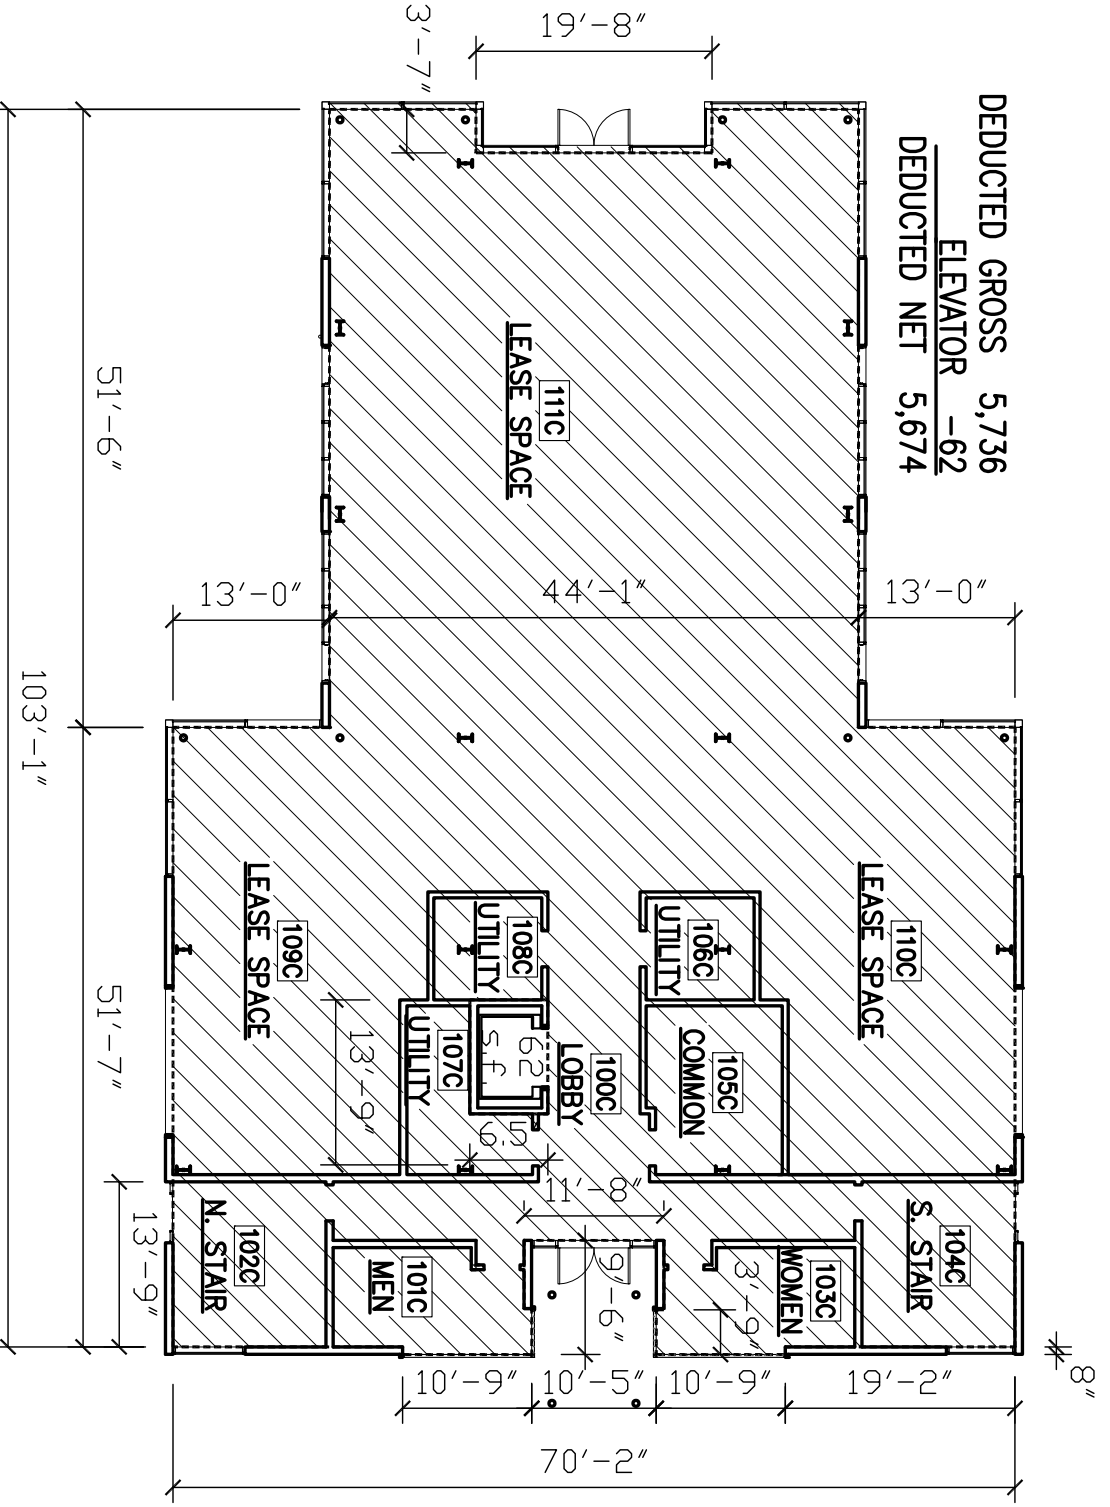 19'-8"
3'-7"
DEDUCTED GROSS 5,736
ELEVATOR -62
DEDUCTED NET 5,674
111C
LEASE SPACE
51'-6"
13'-0"
44'-1"
13'-0"
103'-1"
109C
LEASE SPACE
108C
UTILITY
106C
UTILITY
110C
LEASE SPACE
51'-7"
13'-9"
107C
UTILITY
62
s.f.
100C
LOBBY
105C
COMMON
6.5
11'-8"
13'-9"
102C
N. STAIR
101C
MEN
9'-6"
3'-9"
103C
WOMEN
104C
S. STAIR
8"
10'-9"
10'-5"
10'-9"
19'-2"
70'-2"